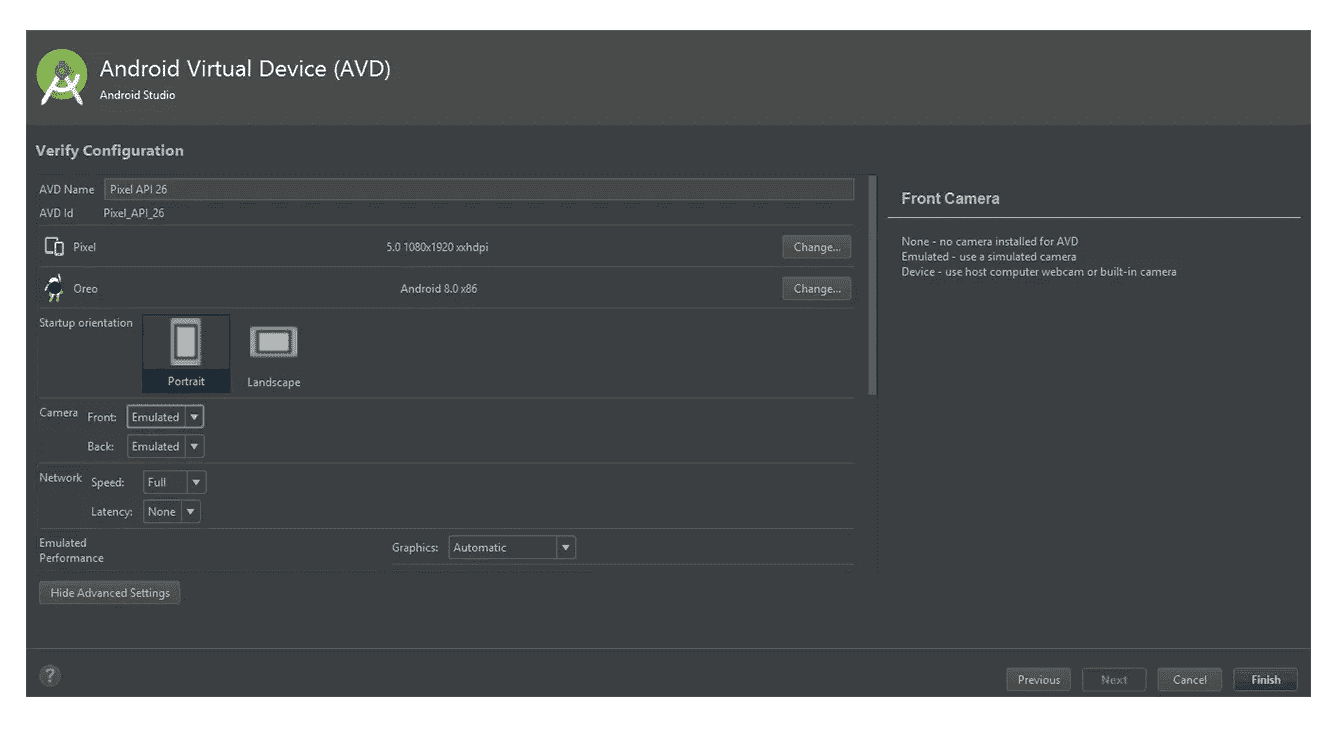 Android Virtual Device (AVD)
Android Studio
Verify Configuration
AVD Name Pixel API 26
AVD Id Pixel_API_26
Pixel 5.0 1080x1920 xxhdpi Change...
Oreo Android 8.0 x86 Change...
Startup orientation
Portrait Landscape
Camera Front: Emulated
Back: Emulated
Network Speed: Full
Latency: None
Emulated
Performance
Graphics: Automatic
Hide Advanced Settings
Front Camera
None - no camera installed for AVD
Emulated - use a simulated camera
Device - use host computer webcam or built-in camera
?
Previous Next Cancel Finish